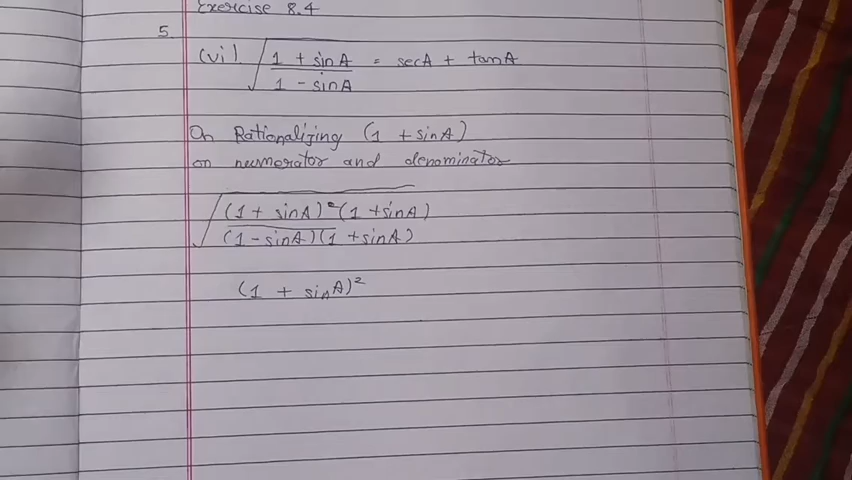 Exercise 8.4
5.
(vi) √((1 + sinA)/(1 - sinA)) = secA + tanA
On Rationalizing (1 + sinA)
on numerator and denominator
√(((1 + sinA)²(1 + sinA))/((1 - sinA)(1 + sinA)))
(1 + sinA)²